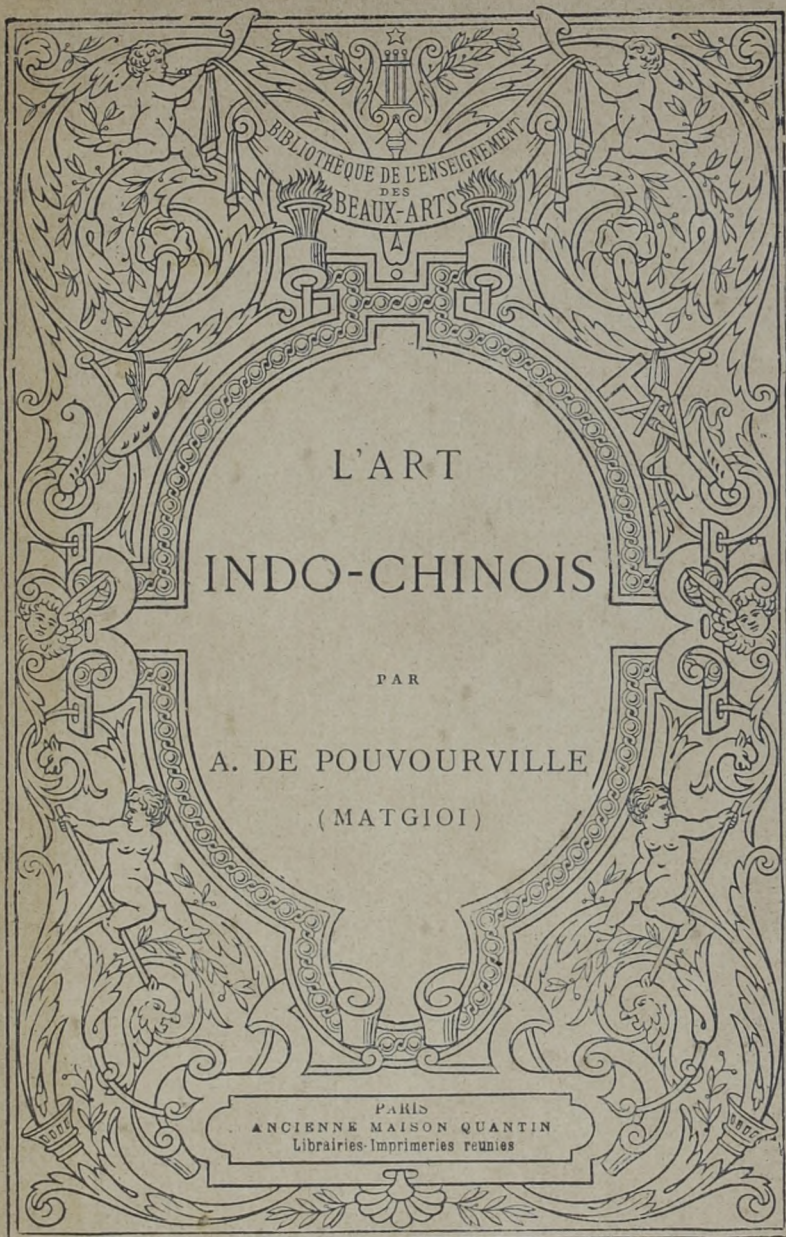 BIBLIOTHÈQUE DE L'ENSEIGNEMENT
DES
BEAUX-ARTS
L'ART
INDO-CHINOIS
PAR
A. DE POUVOURVILLE
(MATGIOI)
PARIS
ANCIENNE MAISON QUANTIN
Librairies-Imprimeries reunies